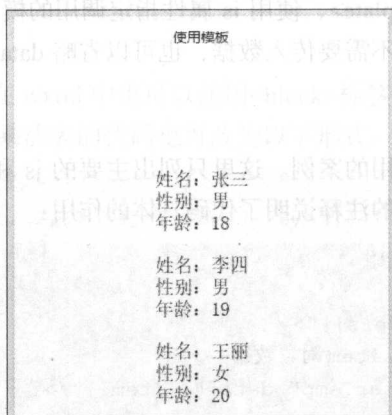 使用模板
姓名：张三
性别：男
年龄：18
姓名：李四
性别：男
年龄：19
姓名：王丽
性别：女
年龄：20